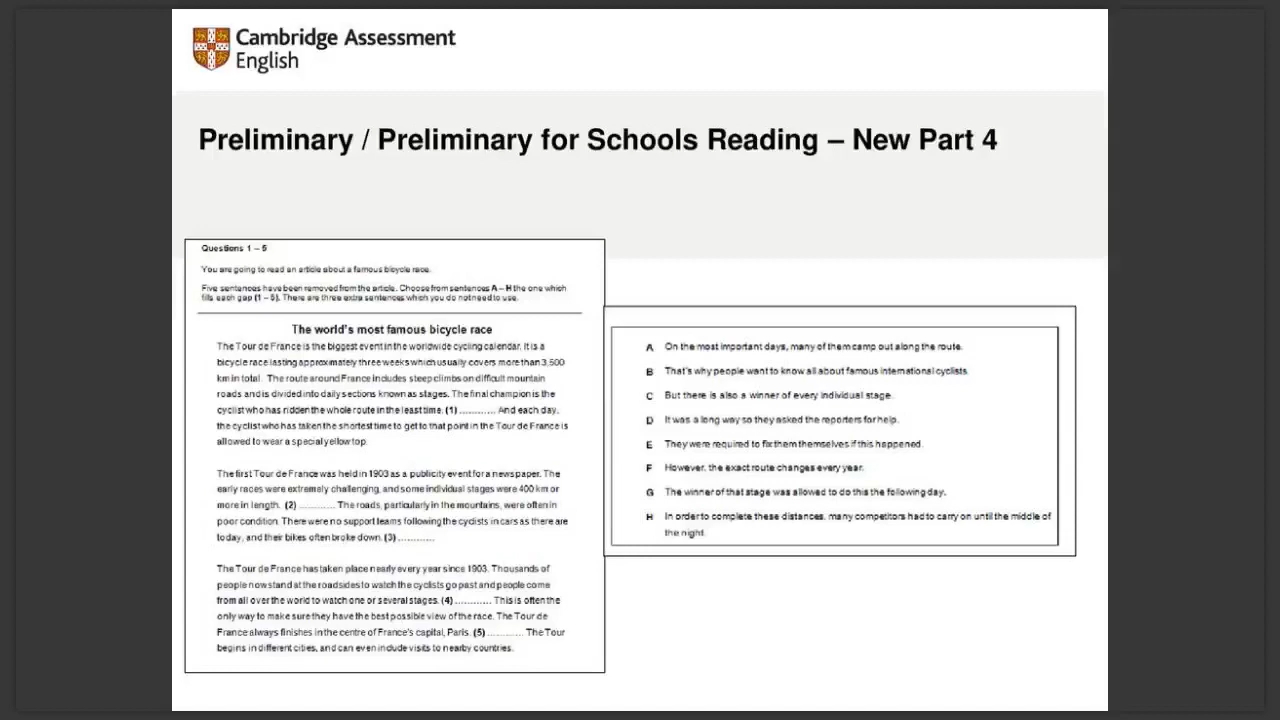 Cambridge Assessment
English
Preliminary / Preliminary for Schools Reading – New Part 4
Questions 1 – 5
You are going to read an article about a famous bicycle race.
Five sentences have been removed from the article. Choose from sentences A – H the one which
fills each gap (1 – 5). There are three extra sentences which you do not need to use.
The world's most famous bicycle race
The Tour de France is the biggest event in the worldwide cycling calendar. It is a
bicycle race lasting approximately three weeks which usually covers more than 3,500
km in total. The route around France includes steep climbs on difficult mountain
roads and is divided into daily sections known as stages. The final champion is the
cyclist who has ridden the whole route in the least time. (1) ............ And each day,
the cyclist who has taken the shortest time to get to that point in the Tour de France is
allowed to wear a special yellow top.
The first Tour de France was held in 1903 as a publicity event for a newspaper. The
early races were extremely challenging, and some individual stages were 400 km or
more in length. (2) ............ The roads, particularly in the mountains, were often in
poor condition. There were no support teams following the cyclists in cars as there are
today, and their bikes often broke down. (3) ............
The Tour de France has taken place nearly every year since 1903. Thousands of
people now stand at the roadsides to watch the cyclists go past and people come
from all over the world to watch one or several stages. (4) ............ This is often the
only way to make sure they have the best possible view of the race. The Tour de
France always finishes in the centre of France's capital, Paris. (5) ............ The Tour
begins in different cities, and can even include visits to nearby countries.
A On the most important days, many of them camp out along the route.
B That's why people want to know all about famous international cyclists.
C But there is also a winner of every individual stage.
D It was a long way so they asked the reporters for help.
E They were required to fix them themselves if this happened.
F However, the exact route changes every year.
G The winner of that stage was allowed to do this the following day.
H In order to complete these distances, many competitors had to carry on until the middle of
the night.